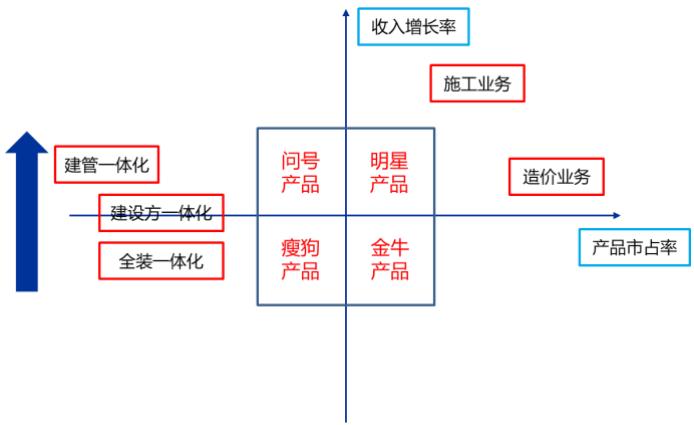 收入增长率
施工业务
问号
产品
明星
产品
建管一体化
造价业务
建设方一体化
产品市占率
瘦狗
产品
金牛
产品
全装一体化